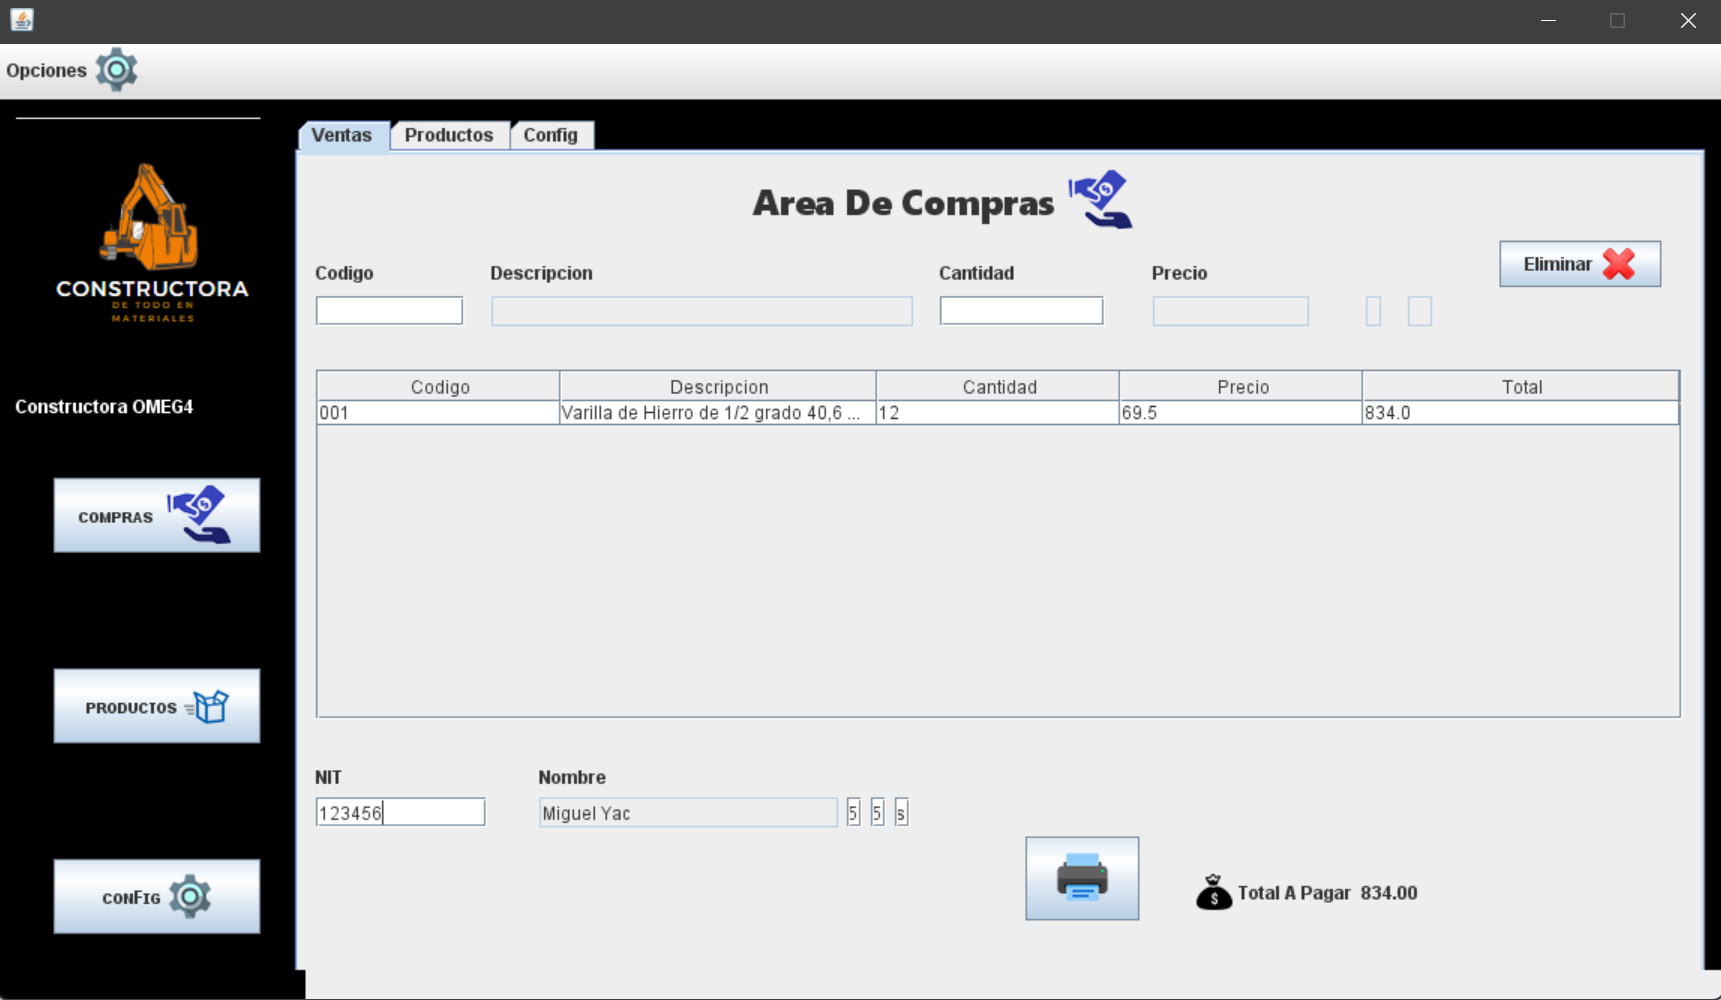 Opciones
Ventas Productos Config
Area De Compras
CONSTRUCTORA
DE TODO EN
MATERIALES
Constructora OMEG4
COMPRAS
PRODUCTOS
CONFIG
Codigo Descripcion Cantidad Precio
Eliminar
Codigo Descripcion Cantidad Precio Total
001 Varilla de Hierro de 1/2 grado 40,6 ... 12 69.5 834.0
NIT Nombre
123456 Miguel Yac 5 5 s
Total A Pagar 834.00